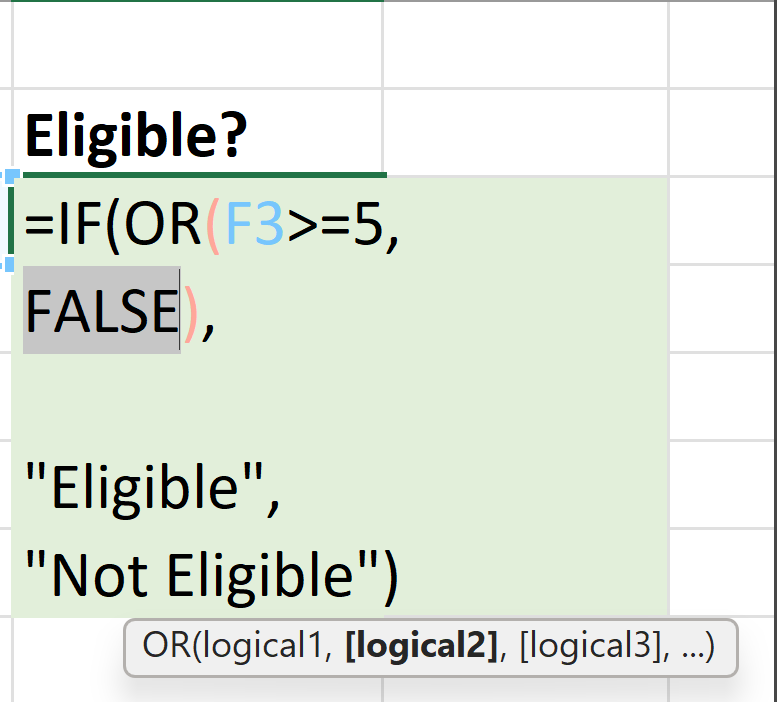 Eligible?
=IF(OR(F3>=5,
FALSE),
"Eligible",
"Not Eligible")
OR(logical1, [logical2], [logical3], ...)